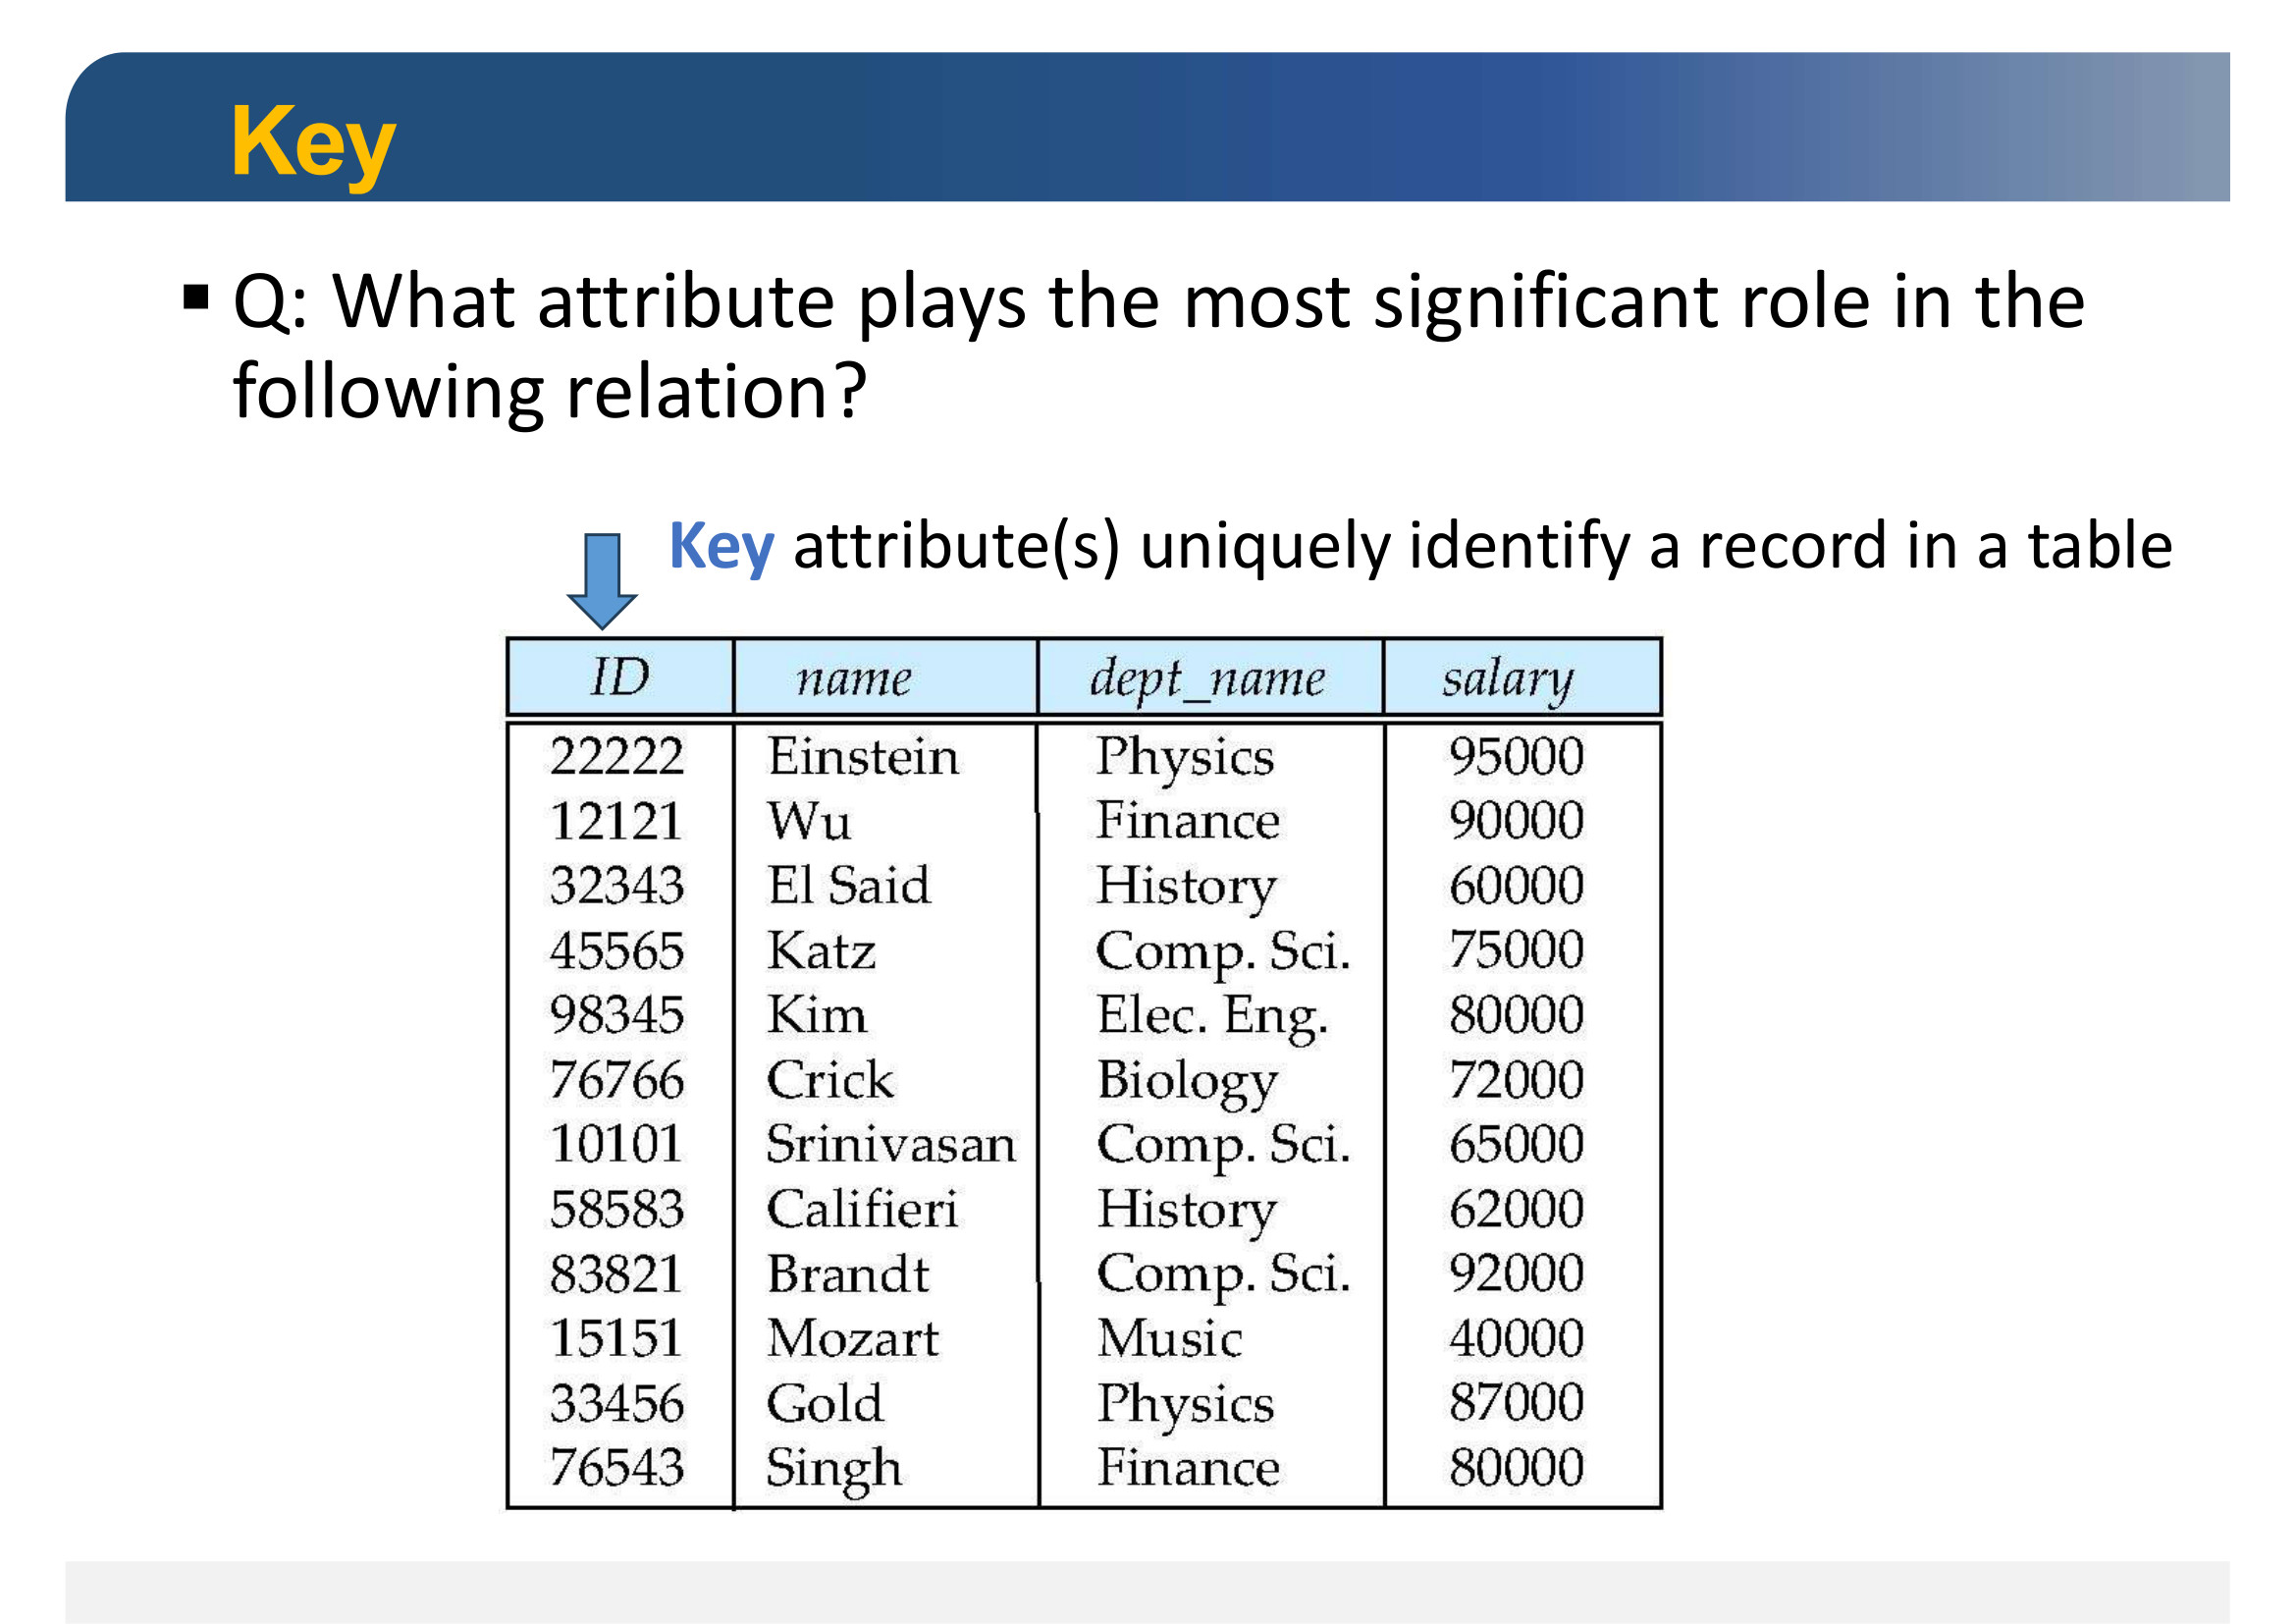 Key
▪ Q: What attribute plays the most significant role in the
following relation?
Key attribute(s) uniquely identify a record in a table
ID name dept_name salary
22222 Einstein Physics 95000
12121 Wu Finance 90000
32343 El Said History 60000
45565 Katz Comp. Sci. 75000
98345 Kim Elec. Eng. 80000
76766 Crick Biology 72000
10101 Srinivasan Comp. Sci. 65000
58583 Califieri History 62000
83821 Brandt Comp. Sci. 92000
15151 Mozart Music 40000
33456 Gold Physics 87000
76543 Singh Finance 80000